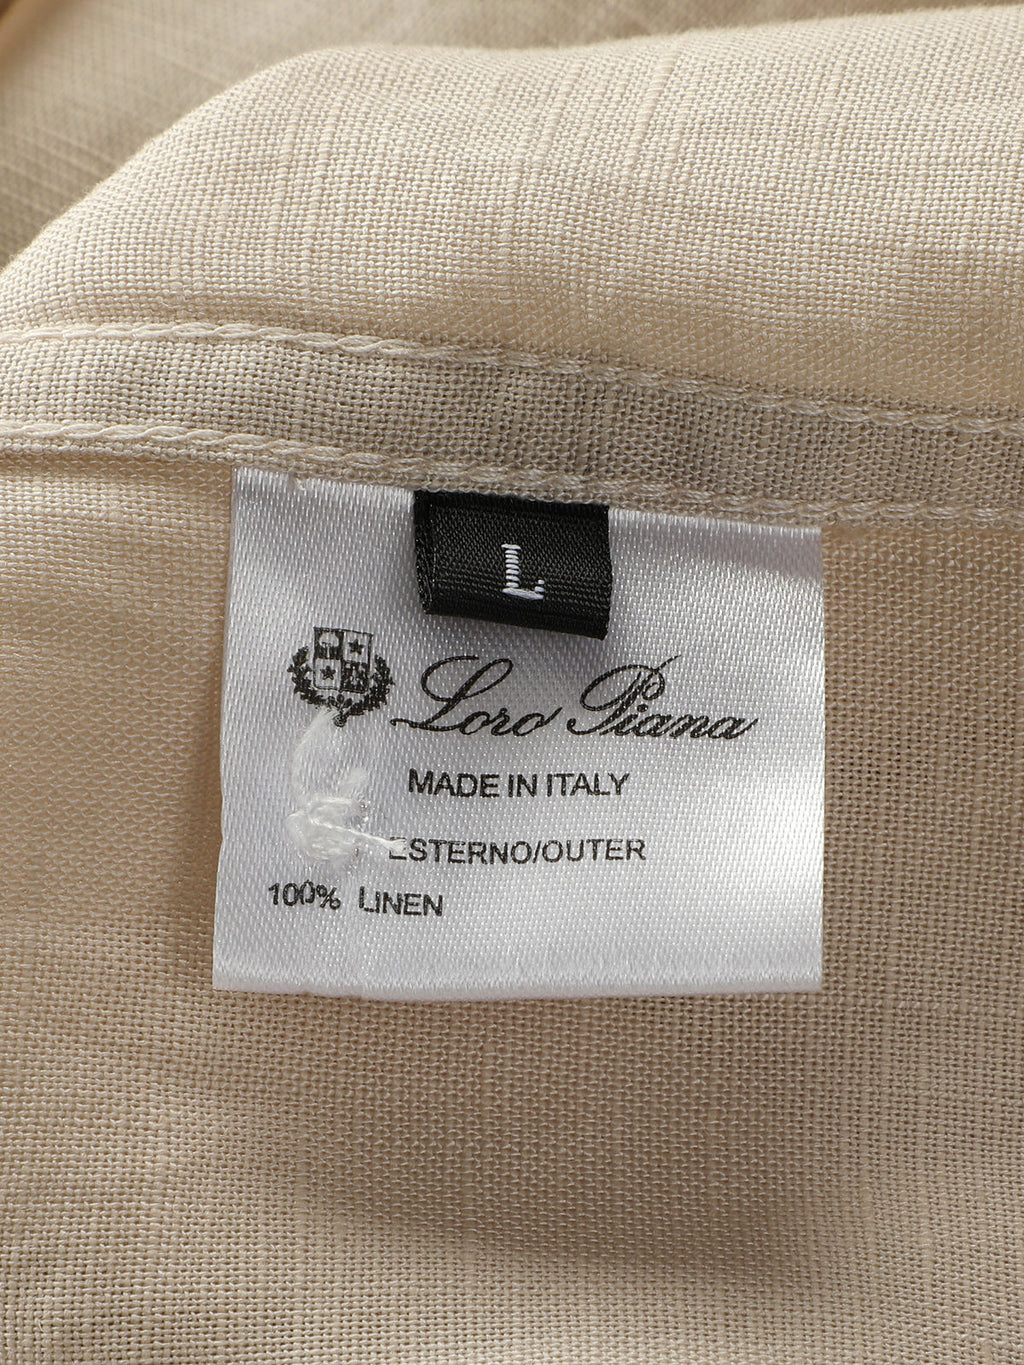 L
Loro Piana
MADE IN ITALY
ESTERNO/OUTER
100% LINEN